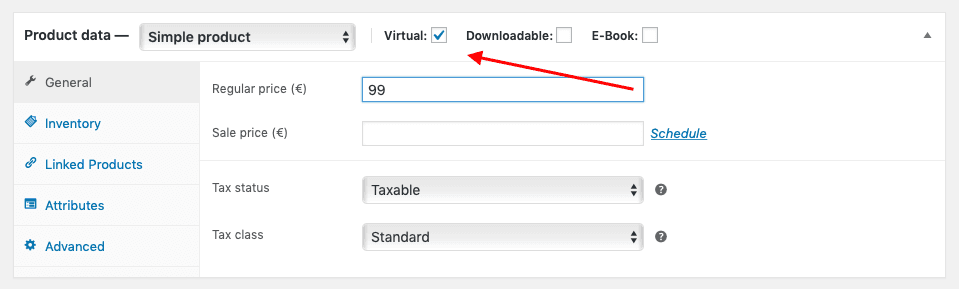 Product data — Simple product Virtual: Downloadable: E-Book:
General
Inventory
Linked Products
Attributes
Advanced
Regular price (€) 99
Sale price (€) Schedule
Tax status Taxable ?
Tax class Standard ?